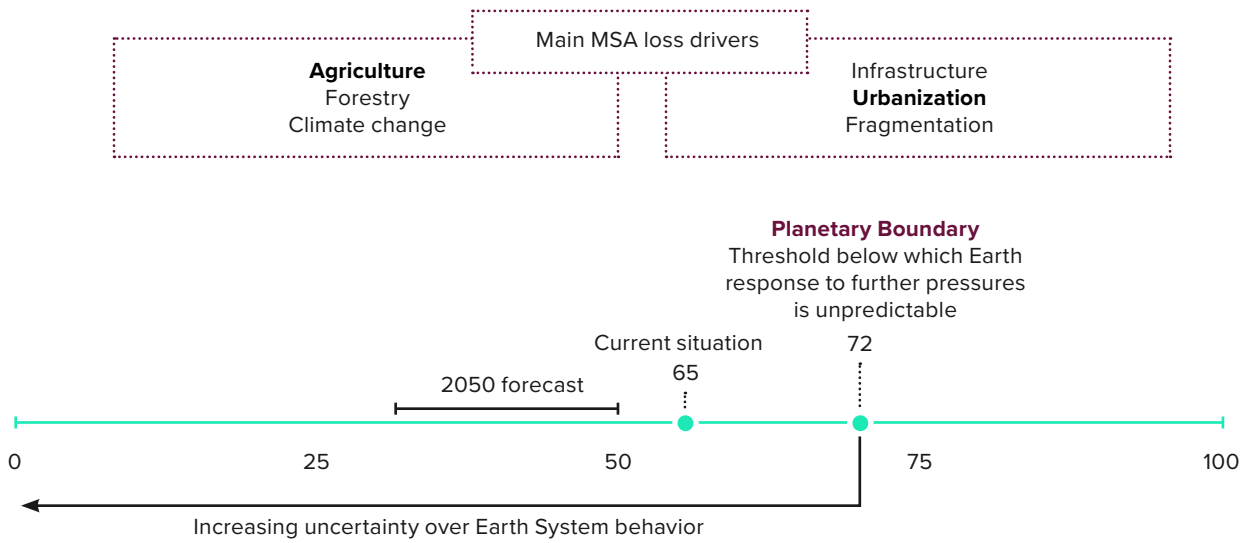 Main MSA loss drivers
Agriculture
Forestry
Climate change
Infrastructure
Urbanization
Fragmentation
Planetary Boundary
Threshold below which Earth
response to further pressures
is unpredictable
72
Current situation
65
2050 forecast
0 25 50 75 100
Increasing uncertainty over Earth System behavior